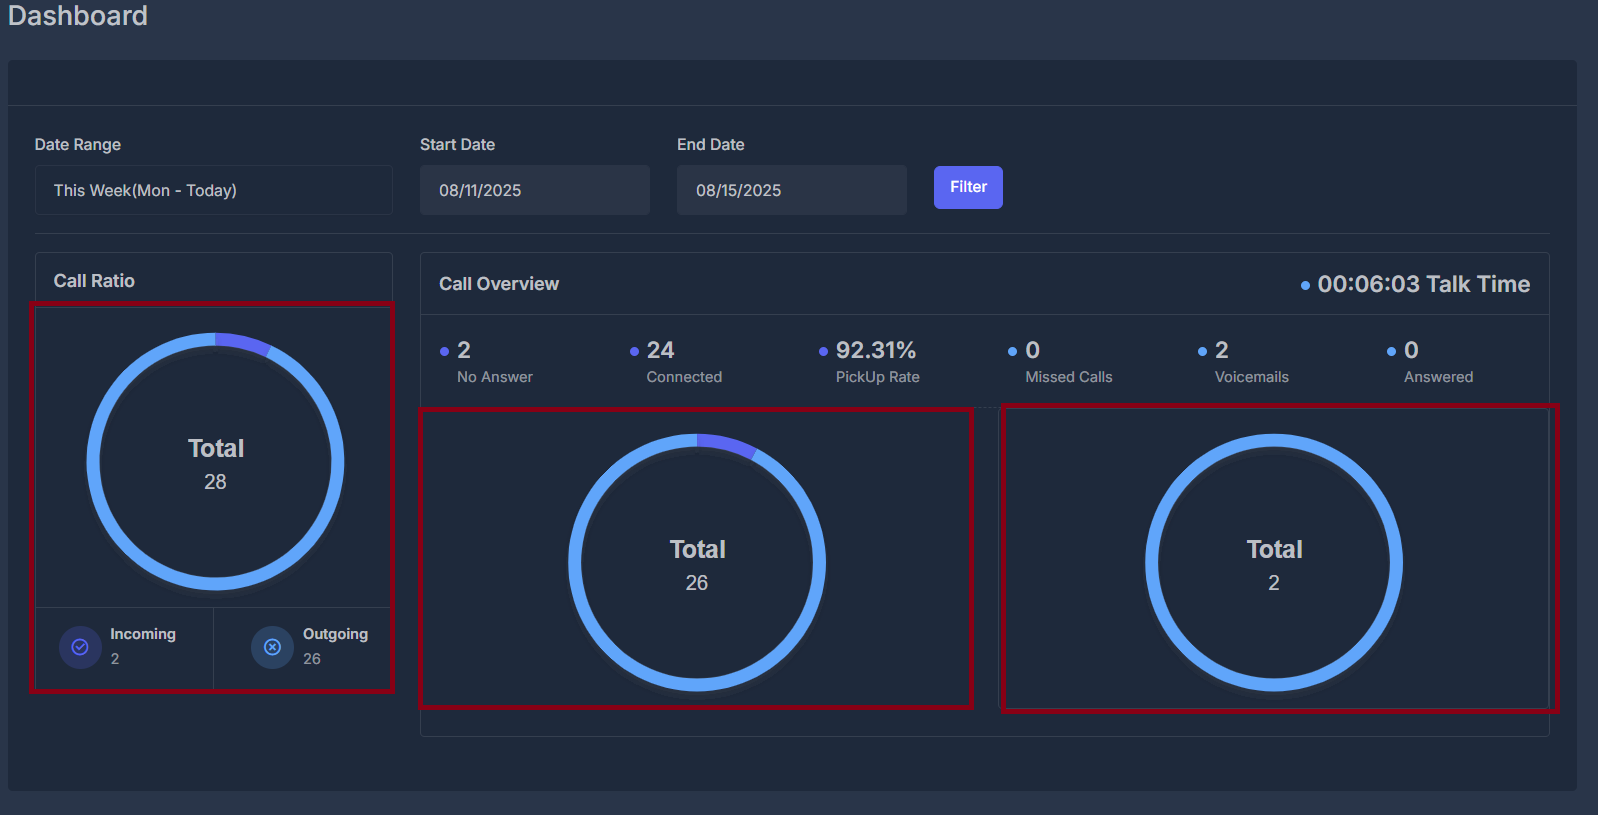 Dashboard
Date Range
Start Date
End Date
This Week(Mon - Today)
08/11/2025
08/15/2025
Filter
Call Ratio
Total
28
Incoming
2
Outgoing
26
Call Overview
00:06:03 Talk Time
2
No Answer
24
Connected
92.31%
PickUp Rate
0
Missed Calls
2
Voicemails
0
Answered
Total
26
Total
2